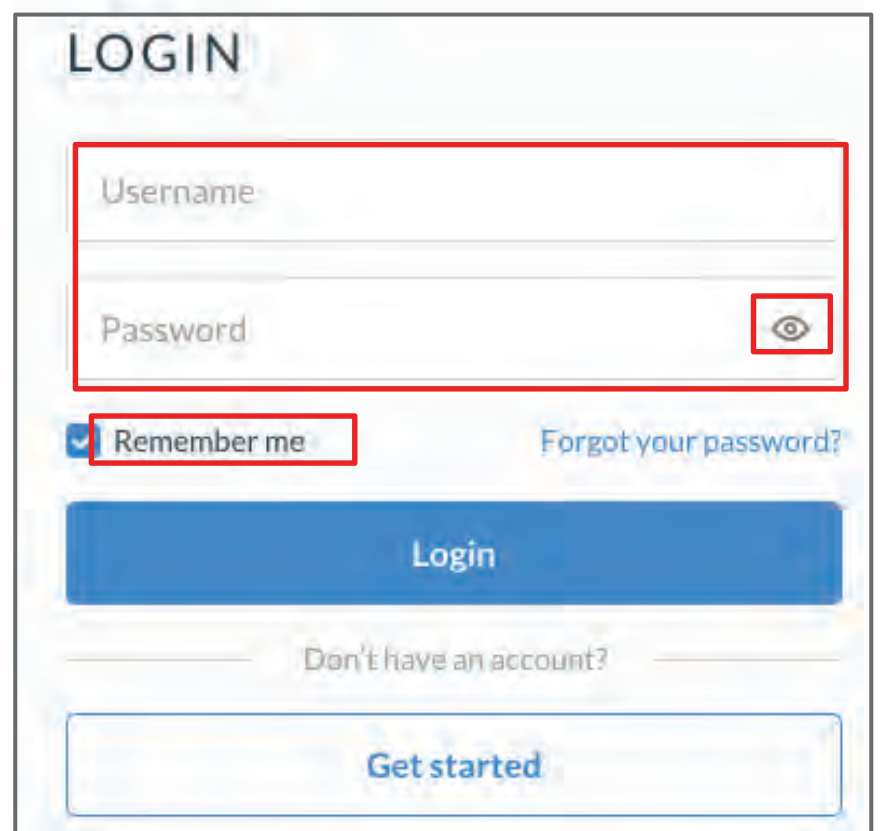 LOGIN
Username
Password
Remember me
Forgot your password?
Login
Don't have an account?
Get started